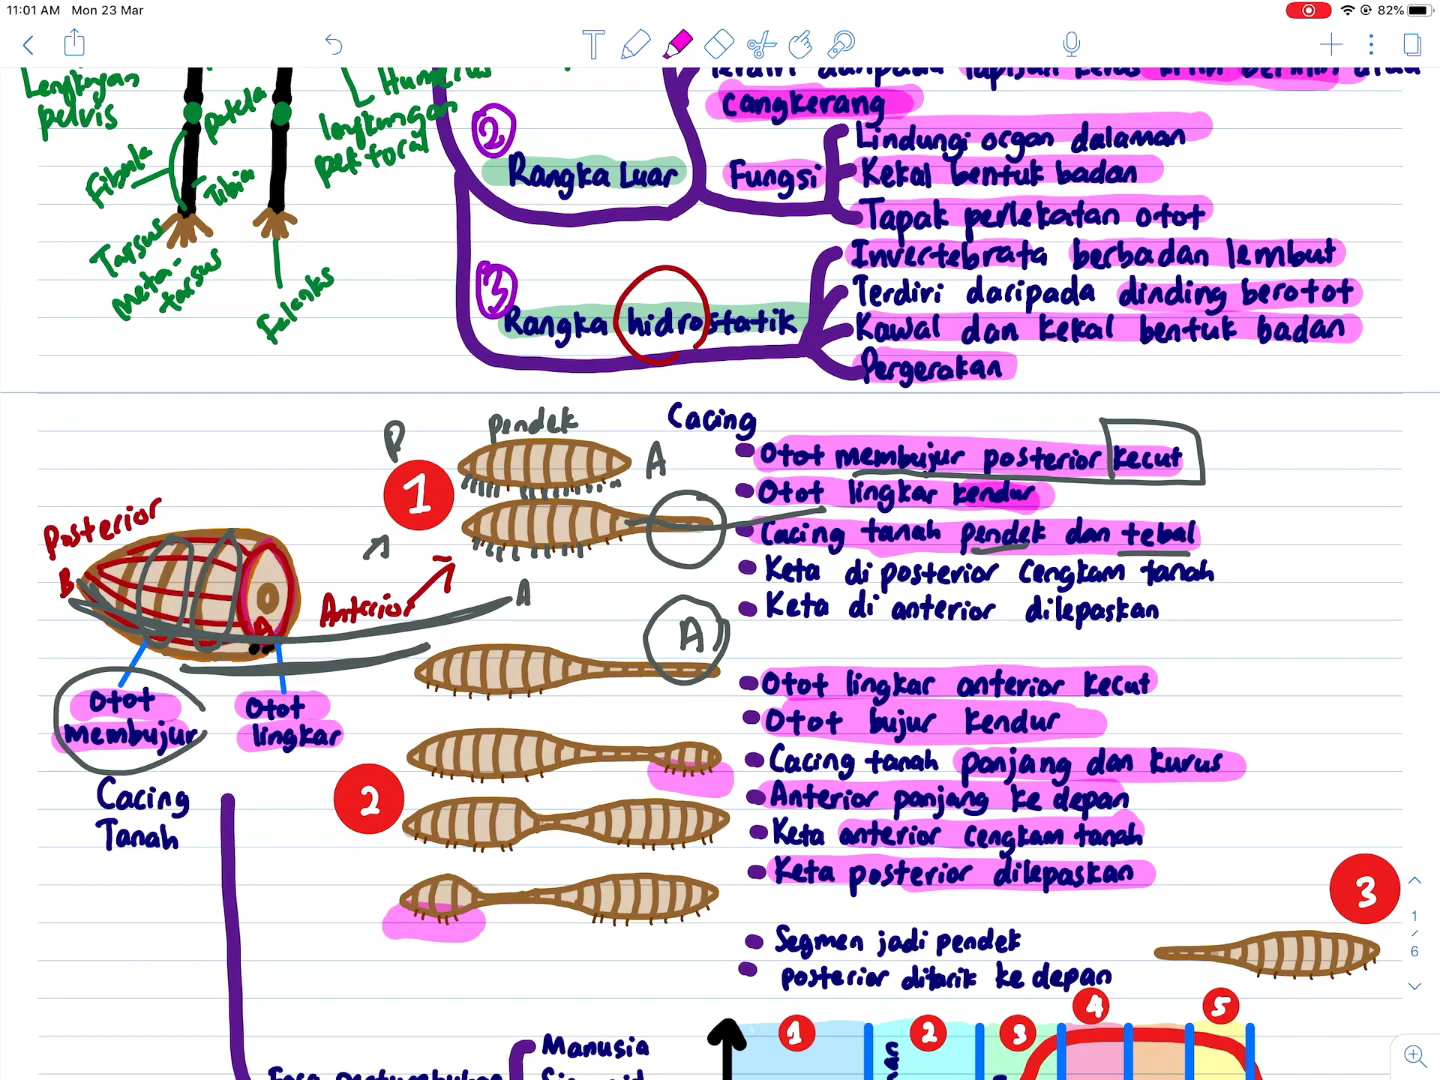 11:01 AM Mon 23 Mar
82%
Lengkungan
pelvis
patela
Fibula
Tibia
Tarsus
Meta-
tarsus
Falanks
Humerus
lengkungan
pektoral
Terdiri daripada lapisan keras
cangkerang
2
Rangka Luar
Fungsi
Lindungi organ dalaman
Kekal bentuk badan
Tapak perlekatan otot
3
Rangka hidrostatik
Invertebrata berbadan lembut
Terdiri daripada dinding berotot
Kawal dan kekal bentuk badan
Pergerakan
P
pendek
A
1
Cacing
Otot membujur posterior kecut
Otot lingkar kendur
Cacing tanah pendek dan tebal
Keta di posterior cengkam tanah
Keta di anterior dilepaskan
Posterior
B
A
Anterior
A
A
Otot
membujur
Otot
lingkar
Cacing
Tanah
2
Otot lingkar anterior kecut
Otot bujur kendur
Cacing tanah panjang dan kurus
Anterior panjang ke depan
Keta anterior cengkam tanah
Keta posterior dilepaskan
3
Segmen jadi pendek
posterior ditarik ke depan
1
/
6
1
2
3
4
5
Manusia